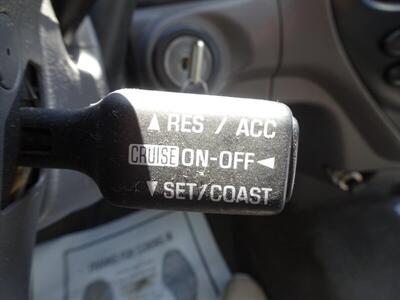 ▲ RES / ACC
CRUISE ON-OFF ◄
▼ SET/COAST